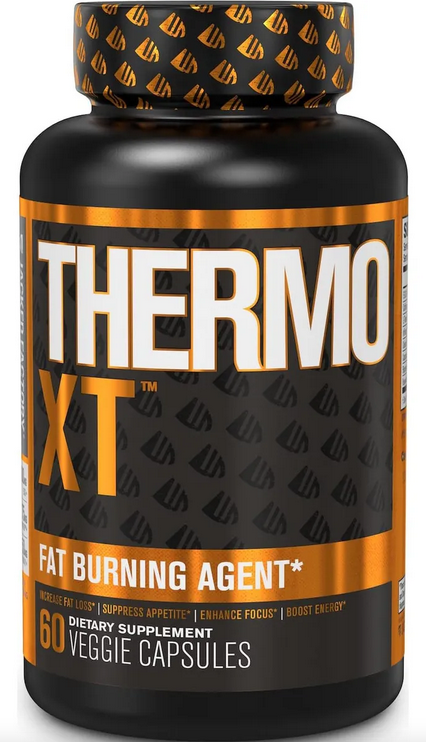 THERMO
XT™
FAT BURNING AGENT*
INCREASE FAT LOSS* | SUPPRESS APPETITE* | ENHANCE FOCUS* | BOOST ENERGY*
60 DIETARY SUPPLEMENT
VEGGIE CAPSULES